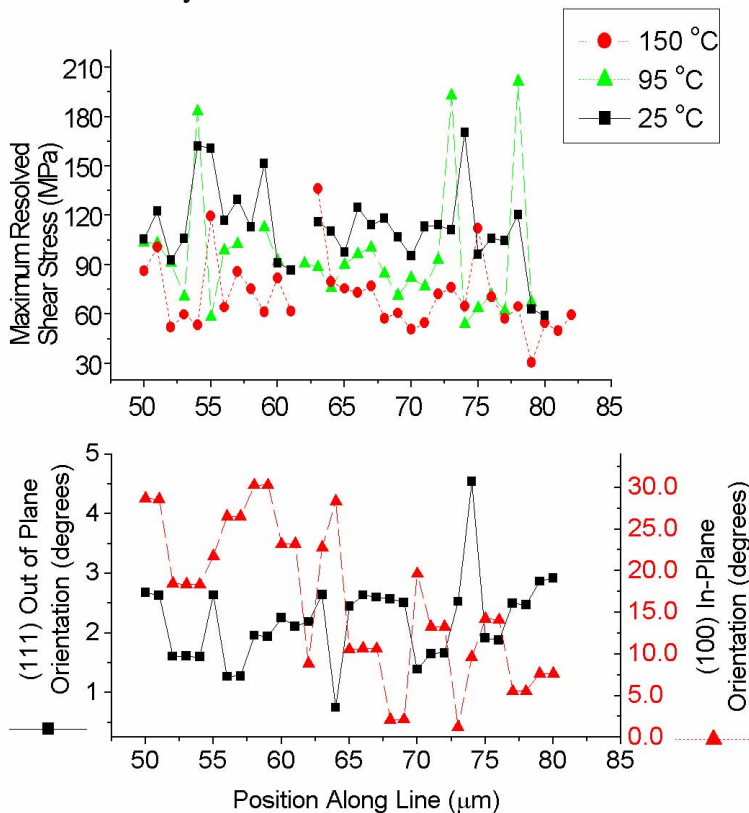 150 °C
95 °C
25 °C
Maximum Resolved
Shear Stress (MPa)
210
180
150
120
90
60
30
50 55 60 65 70 75 80 85
(111) Out of Plane
Orientation (degrees)
5
4
3
2
1
30.0
25.0
20.0
15.0
10.0
5.0
0.0
(100) In-Plane
Orientation (degrees)
50 55 60 65 70 75 80 85
Position Along Line (μm)